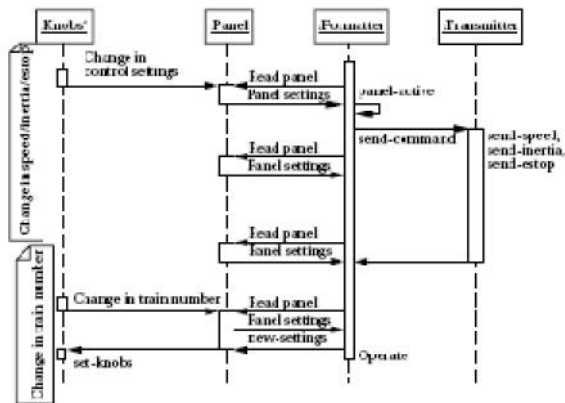 Knobs*
:Panel
:Formatter
:Transmitter
Change in speed/inertia/estop
Change in
control settings
Read panel
Panel settings
panel-active
send-command
send-speed,
send-inertia,
send-estop
Read panel
Panel settings
Read panel
Panel settings
Change in train number
Change in train number
Read panel
Panel settings
new-settings
set-knobs
Operate